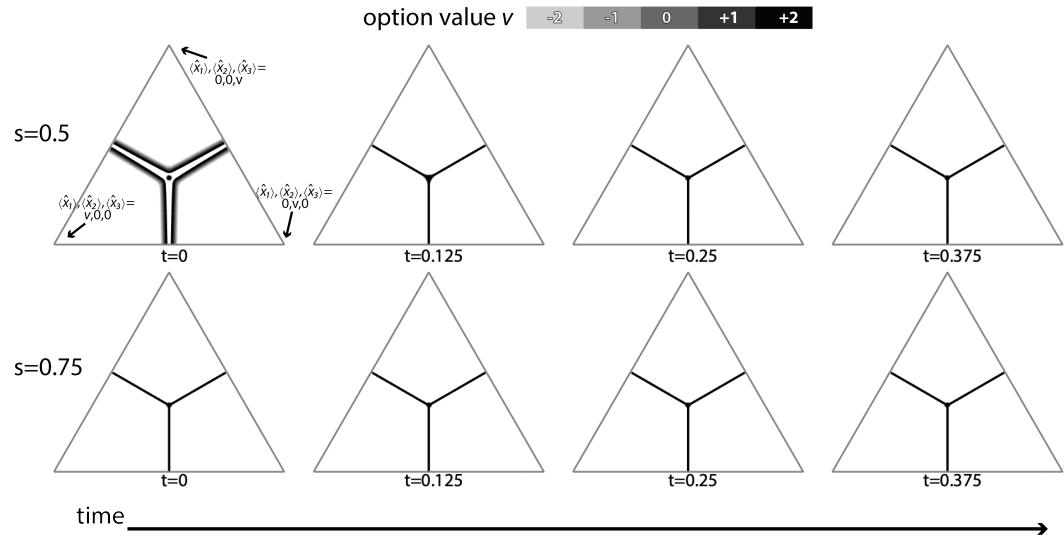 option value v -2 -1 0 +1 +2
⟨x̂₁⟩,⟨x̂₂⟩,⟨x̂₃⟩=
0,0,v
s=0.5
⟨x̂₁⟩,⟨x̂₂⟩,⟨x̂₃⟩=
v,0,0
⟨x̂₁⟩,⟨x̂₂⟩,⟨x̂₃⟩=
0,v,0
t=0 t=0.125 t=0.25 t=0.375
s=0.75
t=0 t=0.125 t=0.25 t=0.375
time